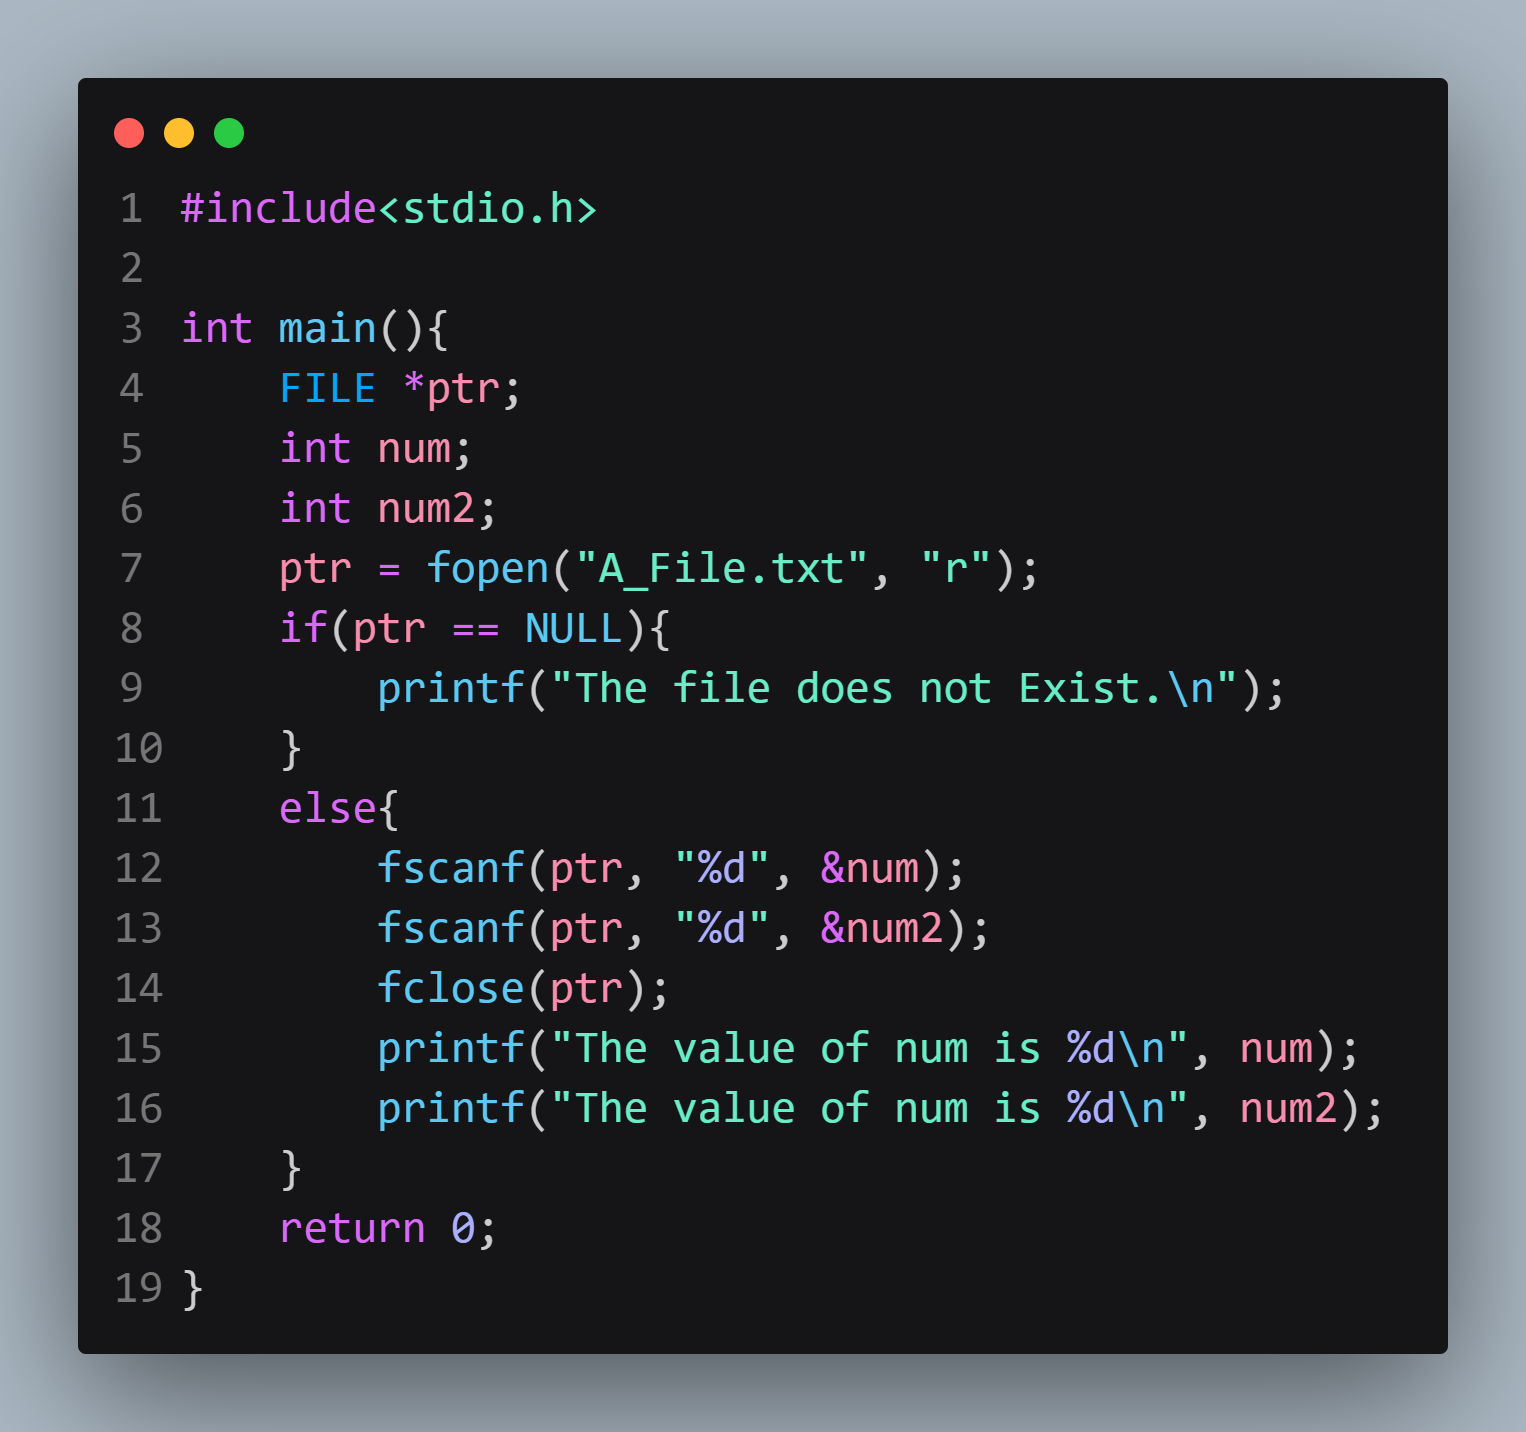 1 #include<stdio.h>
2
3 int main(){
4     FILE *ptr;
5     int num;
6     int num2;
7     ptr = fopen("A_File.txt", "r");
8     if(ptr == NULL){
9         printf("The file does not Exist.\n");
10     }
11     else{
12         fscanf(ptr, "%d", &num);
13         fscanf(ptr, "%d", &num2);
14         fclose(ptr);
15         printf("The value of num is %d\n", num);
16         printf("The value of num is %d\n", num2);
17     }
18     return 0;
19 }